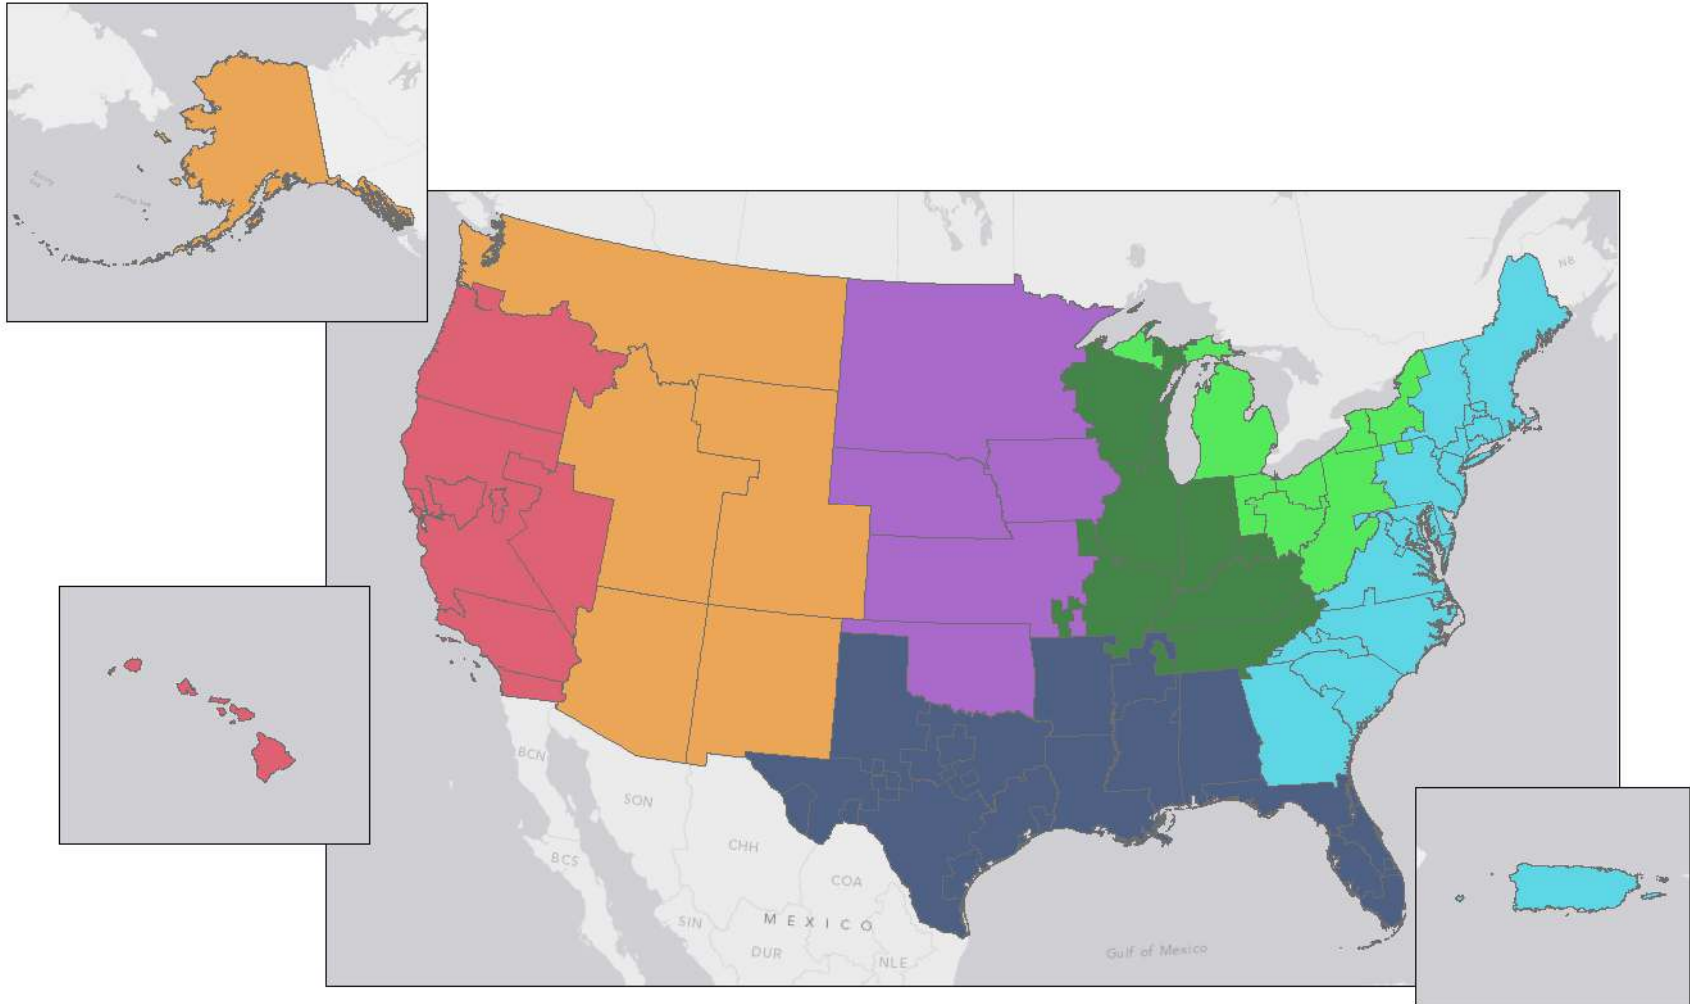 NB
BCN
SON
CHH
BCS
COA
SIN
MEXICO
DUR
NLE
Gulf of Mexico